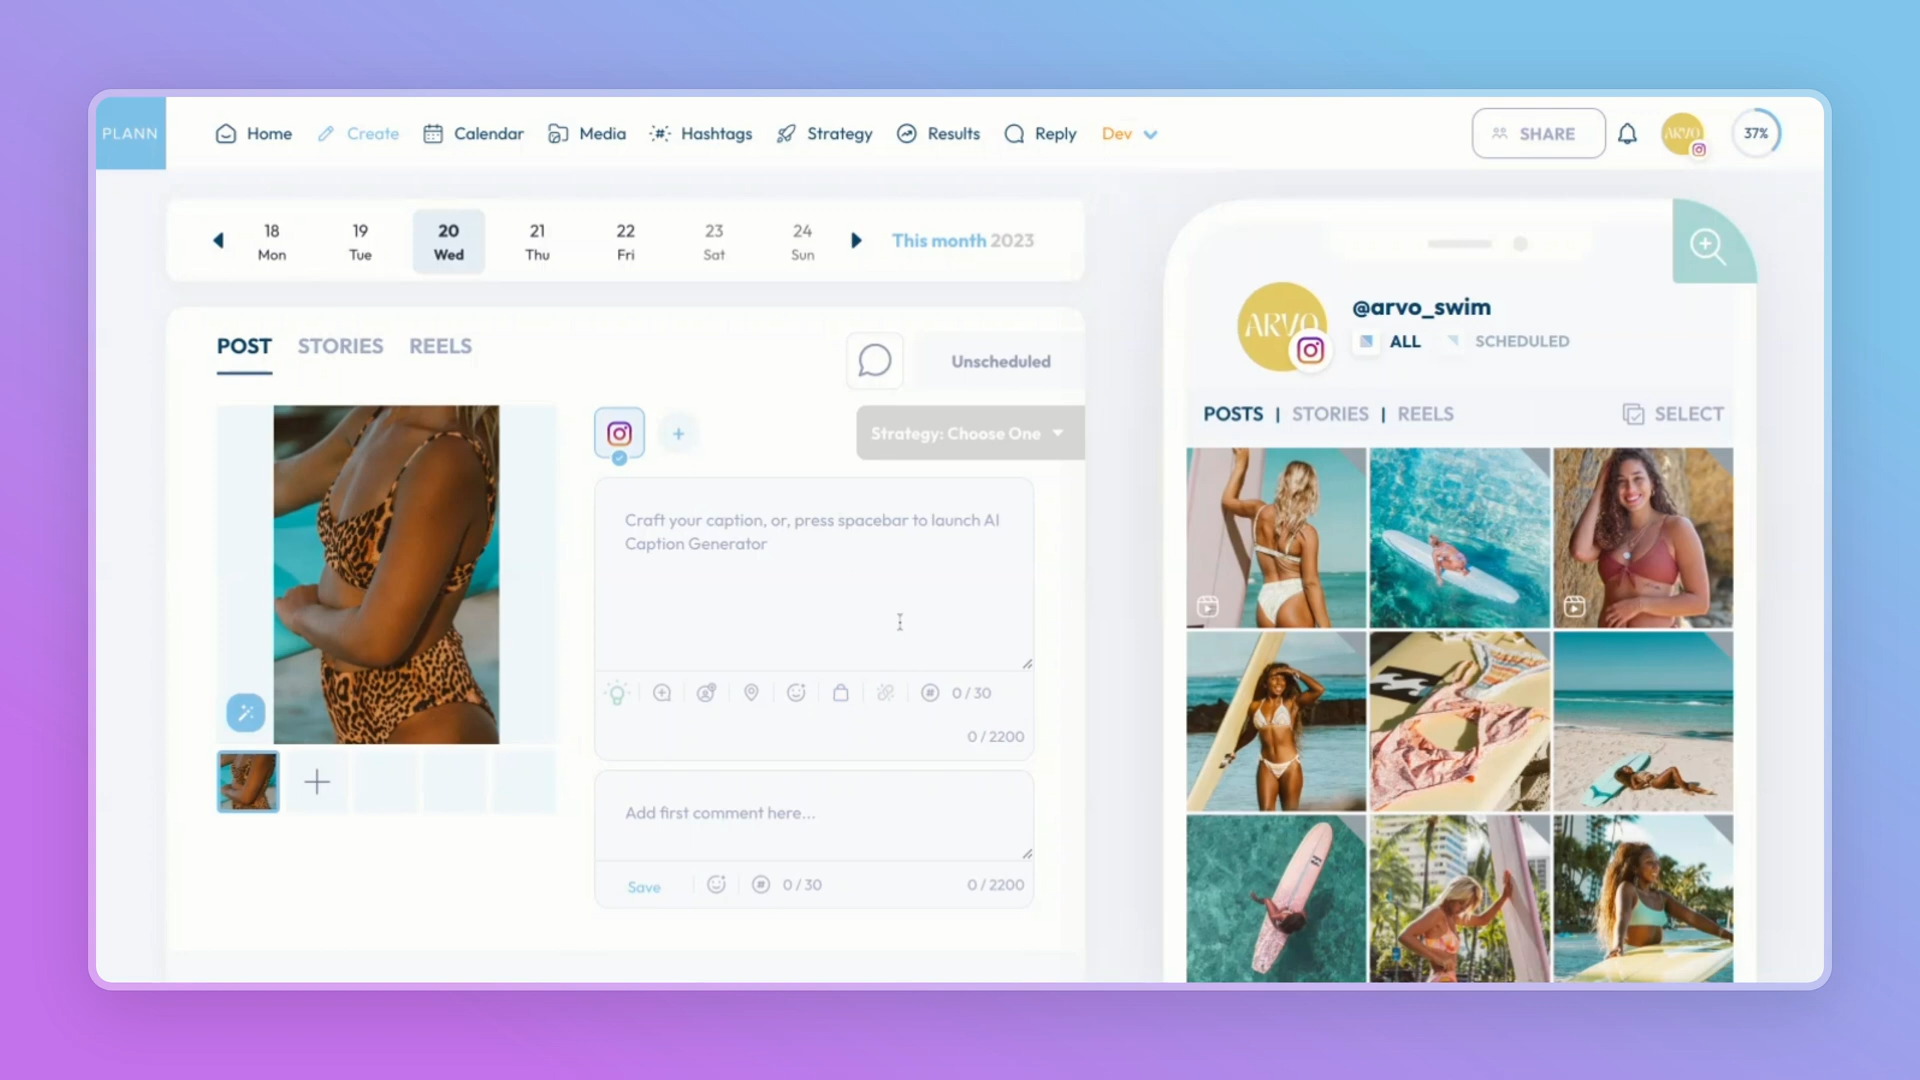 PLANN
Home Create Calendar Media Hashtags Strategy Results Reply Dev
SHARE
ARVO
37%
18 19 20 21 22 23 24
Mon Tue Wed Thu Fri Sat Sun
This month 2023
POST STORIES REELS
Unscheduled
Strategy: Choose One
Craft your caption, or, press spacebar to launch AI
Caption Generator
0 / 30
0 / 2200
Add first comment here...
Save
0 / 30
0 / 2200
ARVO
@arvo_swim
ALL SCHEDULED
POSTS | STORIES | REELS
SELECT